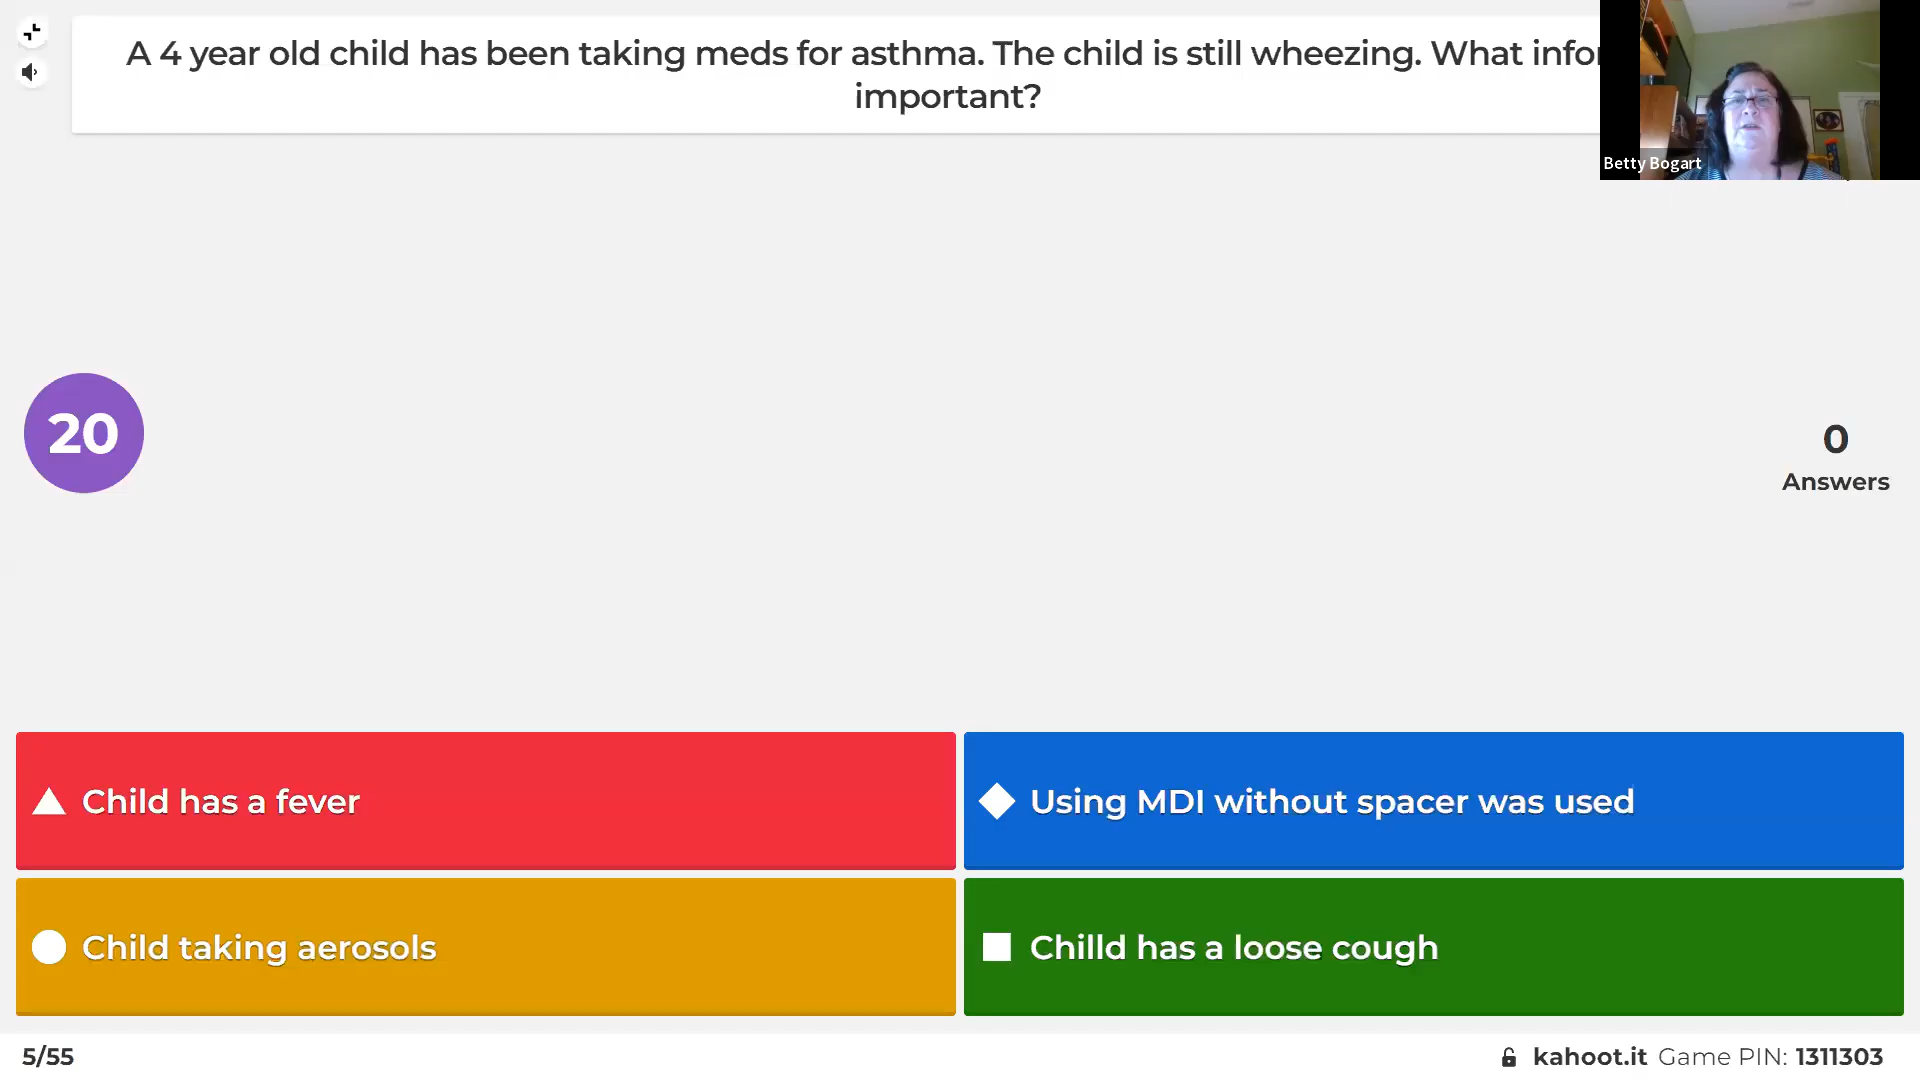 A 4 year old child has been taking meds for asthma. The child is still wheezing. What
important?
Betty Bogart
20
0
Answers
Child has a fever
Using MDI without spacer was used
Child taking aerosols
Chilld has a loose cough
5/55
kahoot.it Game PIN: 1311303